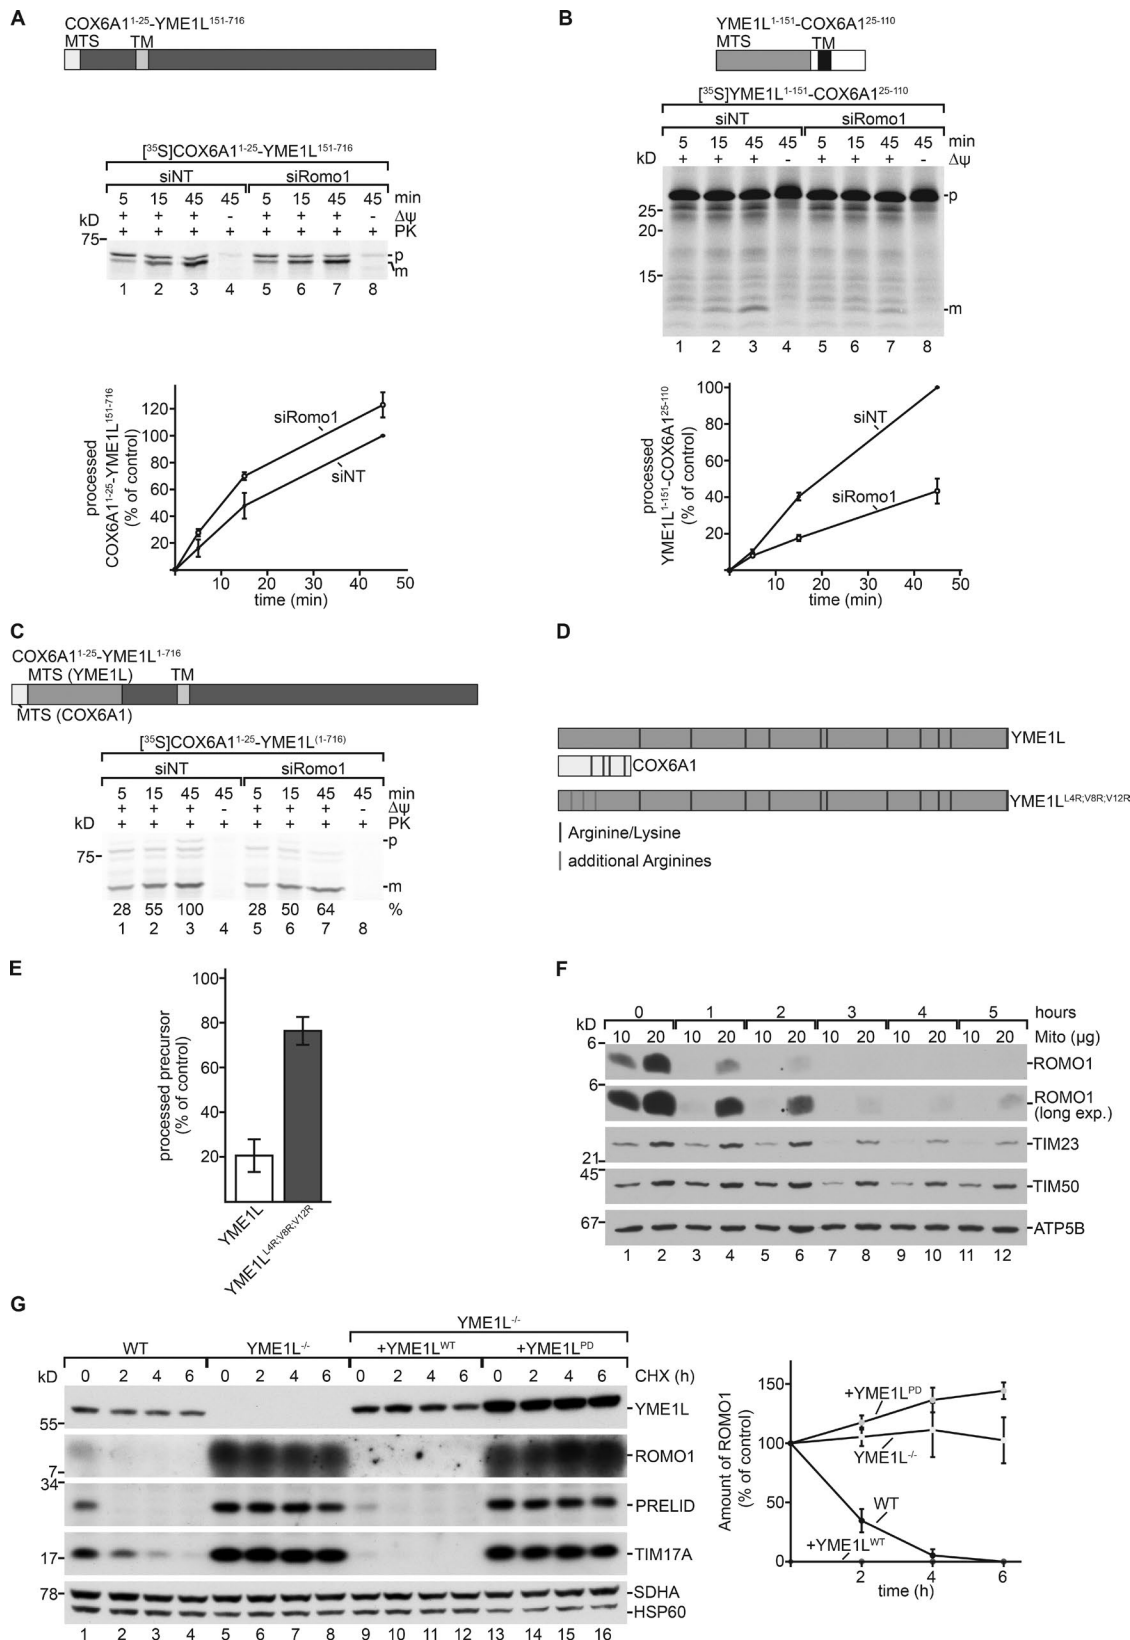 A
COX6A1¹⁻²⁵-YME1L¹⁵¹⁻⁷¹⁶
MTS TM
[³⁵S]COX6A1¹⁻²⁵-YME1L¹⁵¹⁻⁷¹⁶
siNT siRomo1
5 15 45 45 5 15 45 45 min
+ + + - + + + - Δψ
kD + + + + + + + + PK
75
p
m
1 2 3 4 5 6 7 8
processed
COX6A1¹⁻²⁵-YME1L¹⁵¹⁻⁷¹⁶
(% of control)
120
100
80
60
40
20
siRomo1
siNT
10 20 30 40 50
time (min)
B
YME1L¹⁻¹⁵¹-COX6A1²⁵⁻¹¹⁰
MTS TM
[³⁵S]YME1L¹⁻¹⁵¹-COX6A1²⁵⁻¹¹⁰
siNT siRomo1
5 15 45 45 5 15 45 45 min
kD + + + - + + + - Δψ
p
25
20
15
m
1 2 3 4 5 6 7 8
processed
YME1L¹⁻¹⁵¹-COX6A1²⁵⁻¹¹⁰
(% of control)
100
80
60
40
20
siNT
siRomo1
10 20 30 40 50
time (min)
C
COX6A1¹⁻²⁵-YME1L¹⁻⁷¹⁶
MTS (YME1L) TM
MTS (COX6A1)
[³⁵S]COX6A1¹⁻²⁵-YME1L⁽¹⁻⁷¹⁶⁾
siNT siRomo1
5 15 45 45 5 15 45 45 min
+ + + - + + + - Δψ
kD + + + + + + + + PK
p
75
m
28 55 100 28 50 64 %
1 2 3 4 5 6 7 8
D
YME1L
COX6A1
YME1L^L4R;V8R;V12R
Arginine/Lysine
additional Arginines
E
processed precursor
(% of control)
100
80
60
40
20
YME1L
YME1L^L4R;V8R;V12R
F
0 1 2 3 4 5 hours
kD 10 20 10 20 10 20 10 20 10 20 10 20 Mito (µg)
6
ROMO1
6
ROMO1
(long exp.)
TIM23
21
45
TIM50
67
ATP5B
1 2 3 4 5 6 7 8 9 10 11 12
G
YME1L⁻/⁻
WT YME1L⁻/⁻ +YME1L^WT +YME1L^PD
kD 0 2 4 6 0 2 4 6 0 2 4 6 0 2 4 6 CHX (h)
YME1L
55
ROMO1
7
34
PRELID
17
TIM17A
78
SDHA
HSP60
1 2 3 4 5 6 7 8 9 10 11 12 13 14 15 16
Amount of ROMO1
(% of control)
150
100
50
0
+YME1L^PD
YME1L⁻/⁻
WT
+YME1L^WT
2 4 6
time (h)